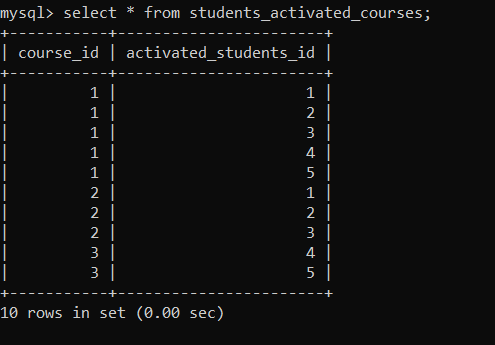 mysql> select * from students_activated_courses;
+-----------+-----------------------+
| course_id | activated_students_id |
+-----------+-----------------------+
|         1 |                     1 |
|         1 |                     2 |
|         1 |                     3 |
|         1 |                     4 |
|         1 |                     5 |
|         2 |                     1 |
|         2 |                     2 |
|         2 |                     3 |
|         3 |                     4 |
|         3 |                     5 |
+-----------+-----------------------+
10 rows in set (0.00 sec)